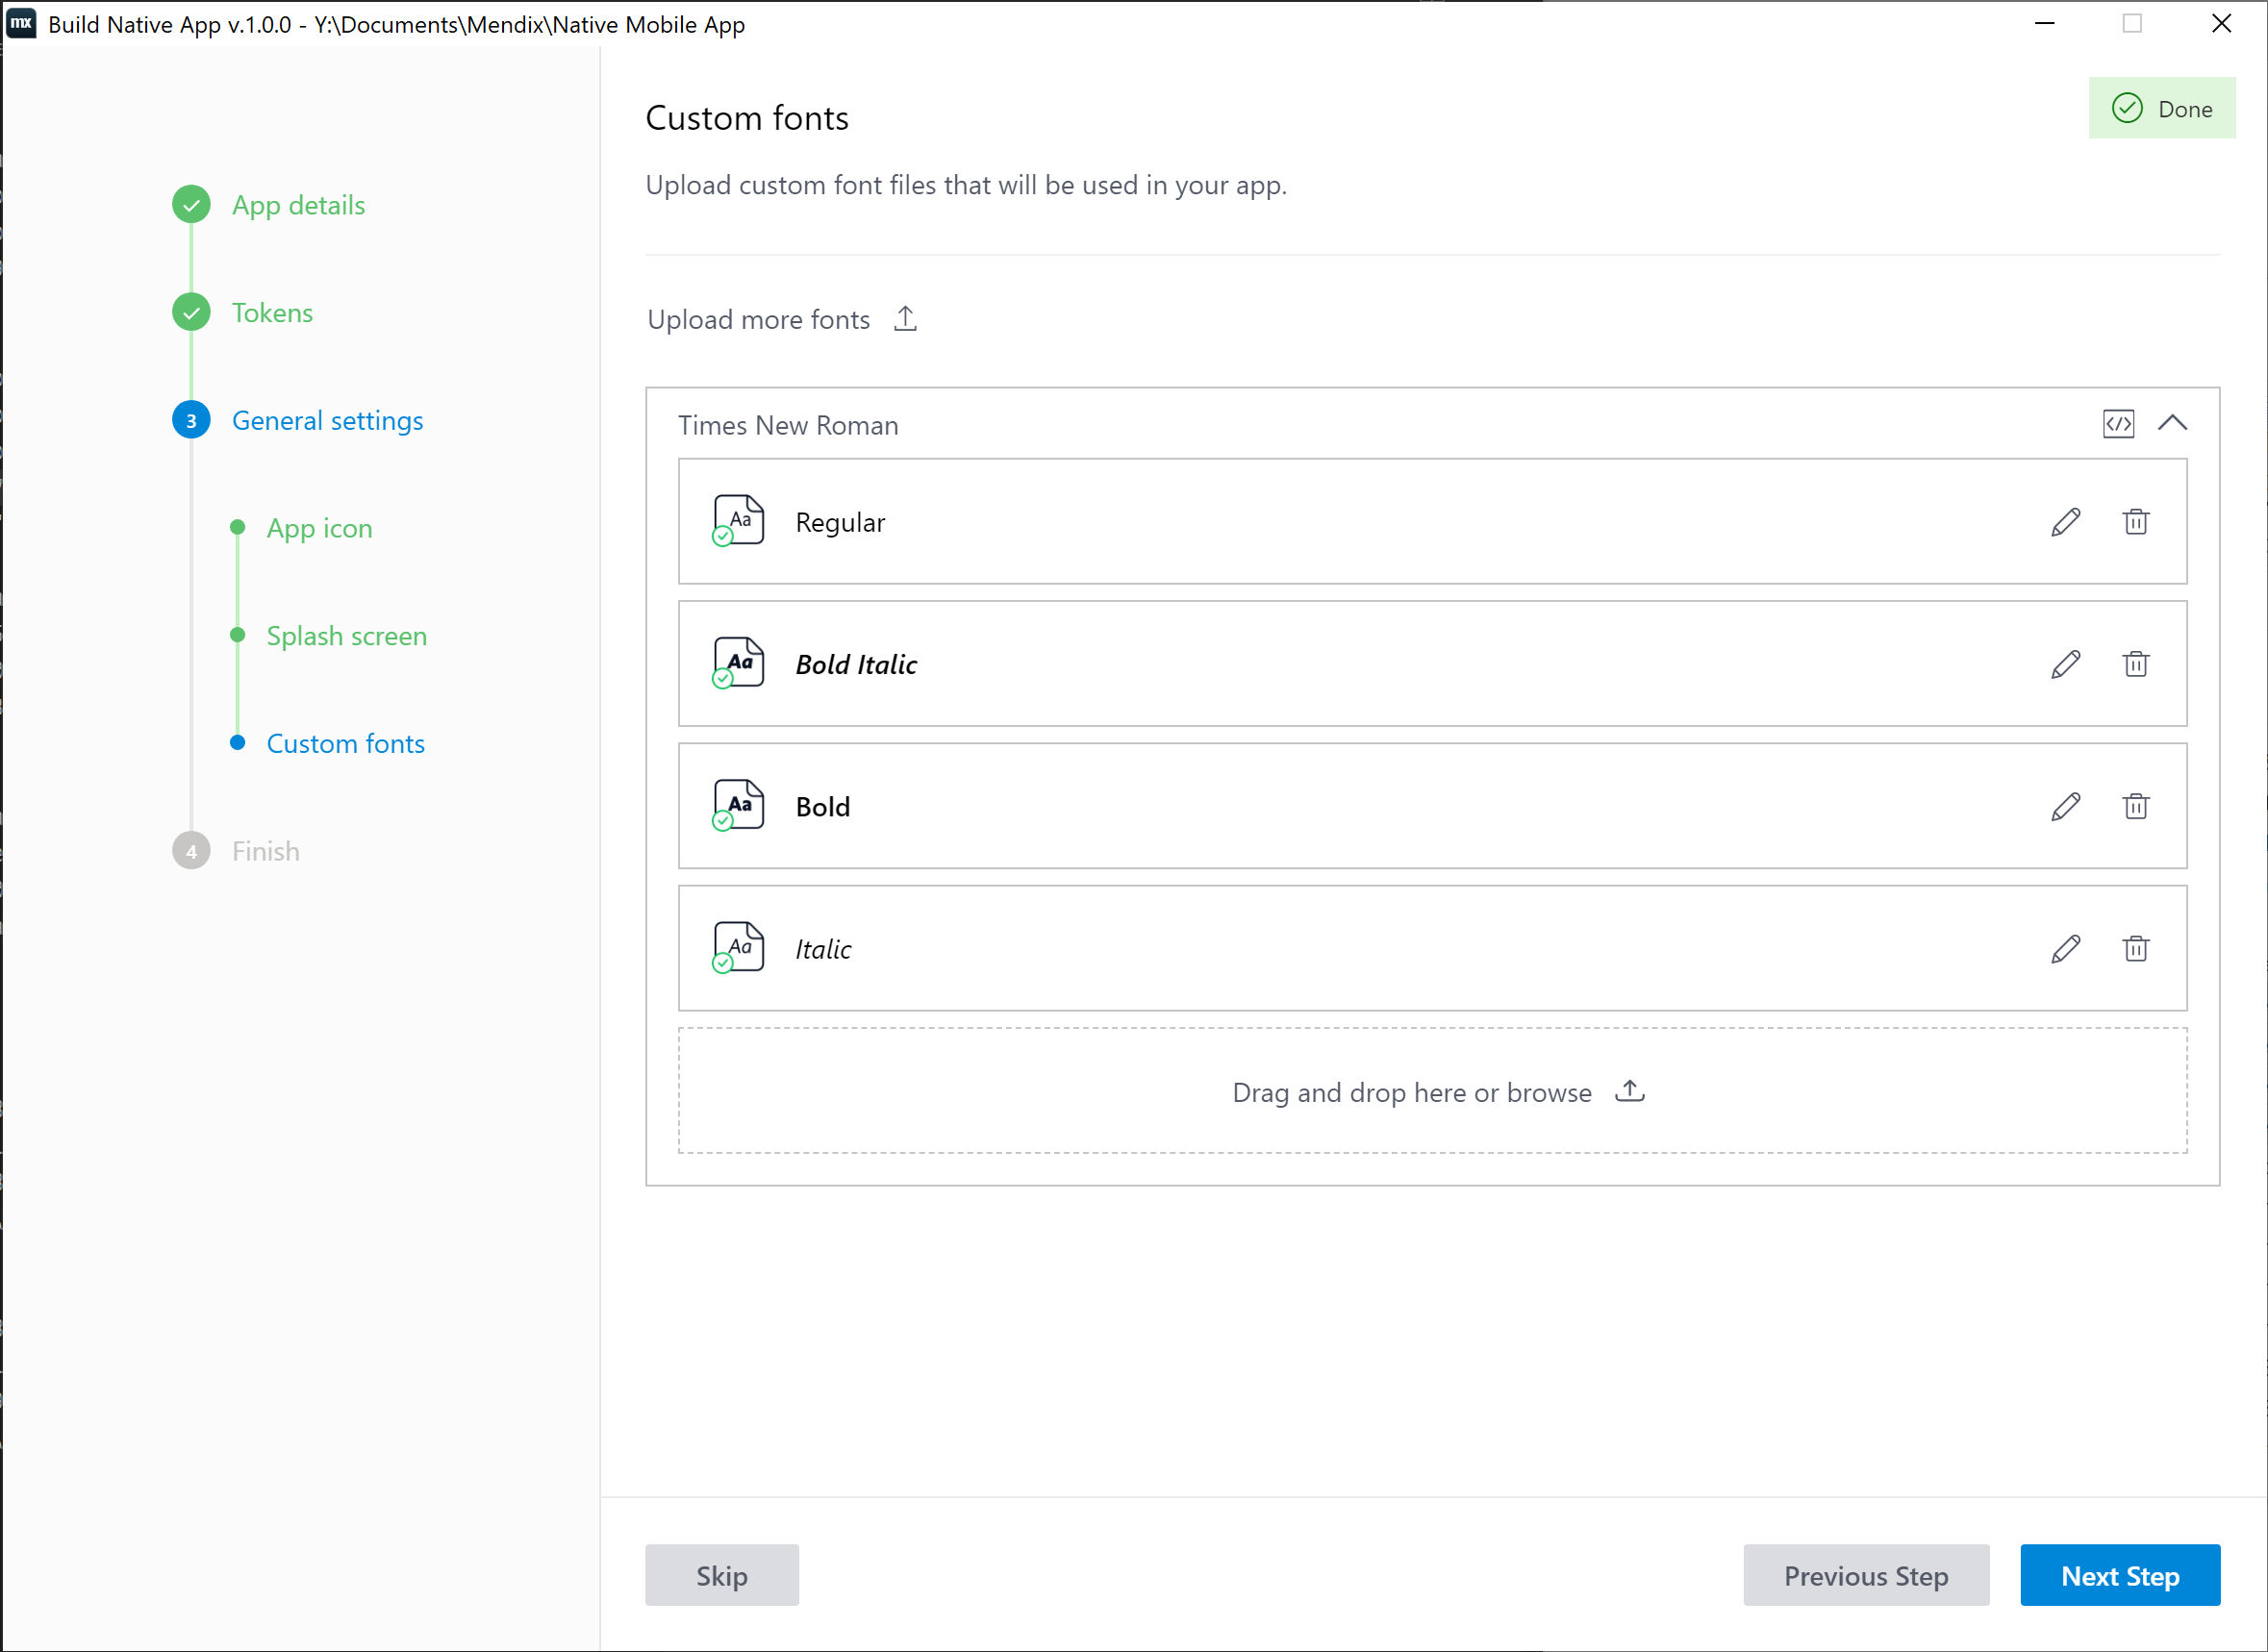 mx Build Native App v.1.0.0 - Y:\Documents\Mendix\Native Mobile App
App details
Tokens
3 General settings
App icon
Splash screen
Custom fonts
4 Finish
Custom fonts
Done
Upload custom font files that will be used in your app.
Upload more fonts
Times New Roman </>
Aa Regular
Aa Bold Italic
Aa Bold
Aa Italic
Drag and drop here or browse
Skip
Previous Step
Next Step